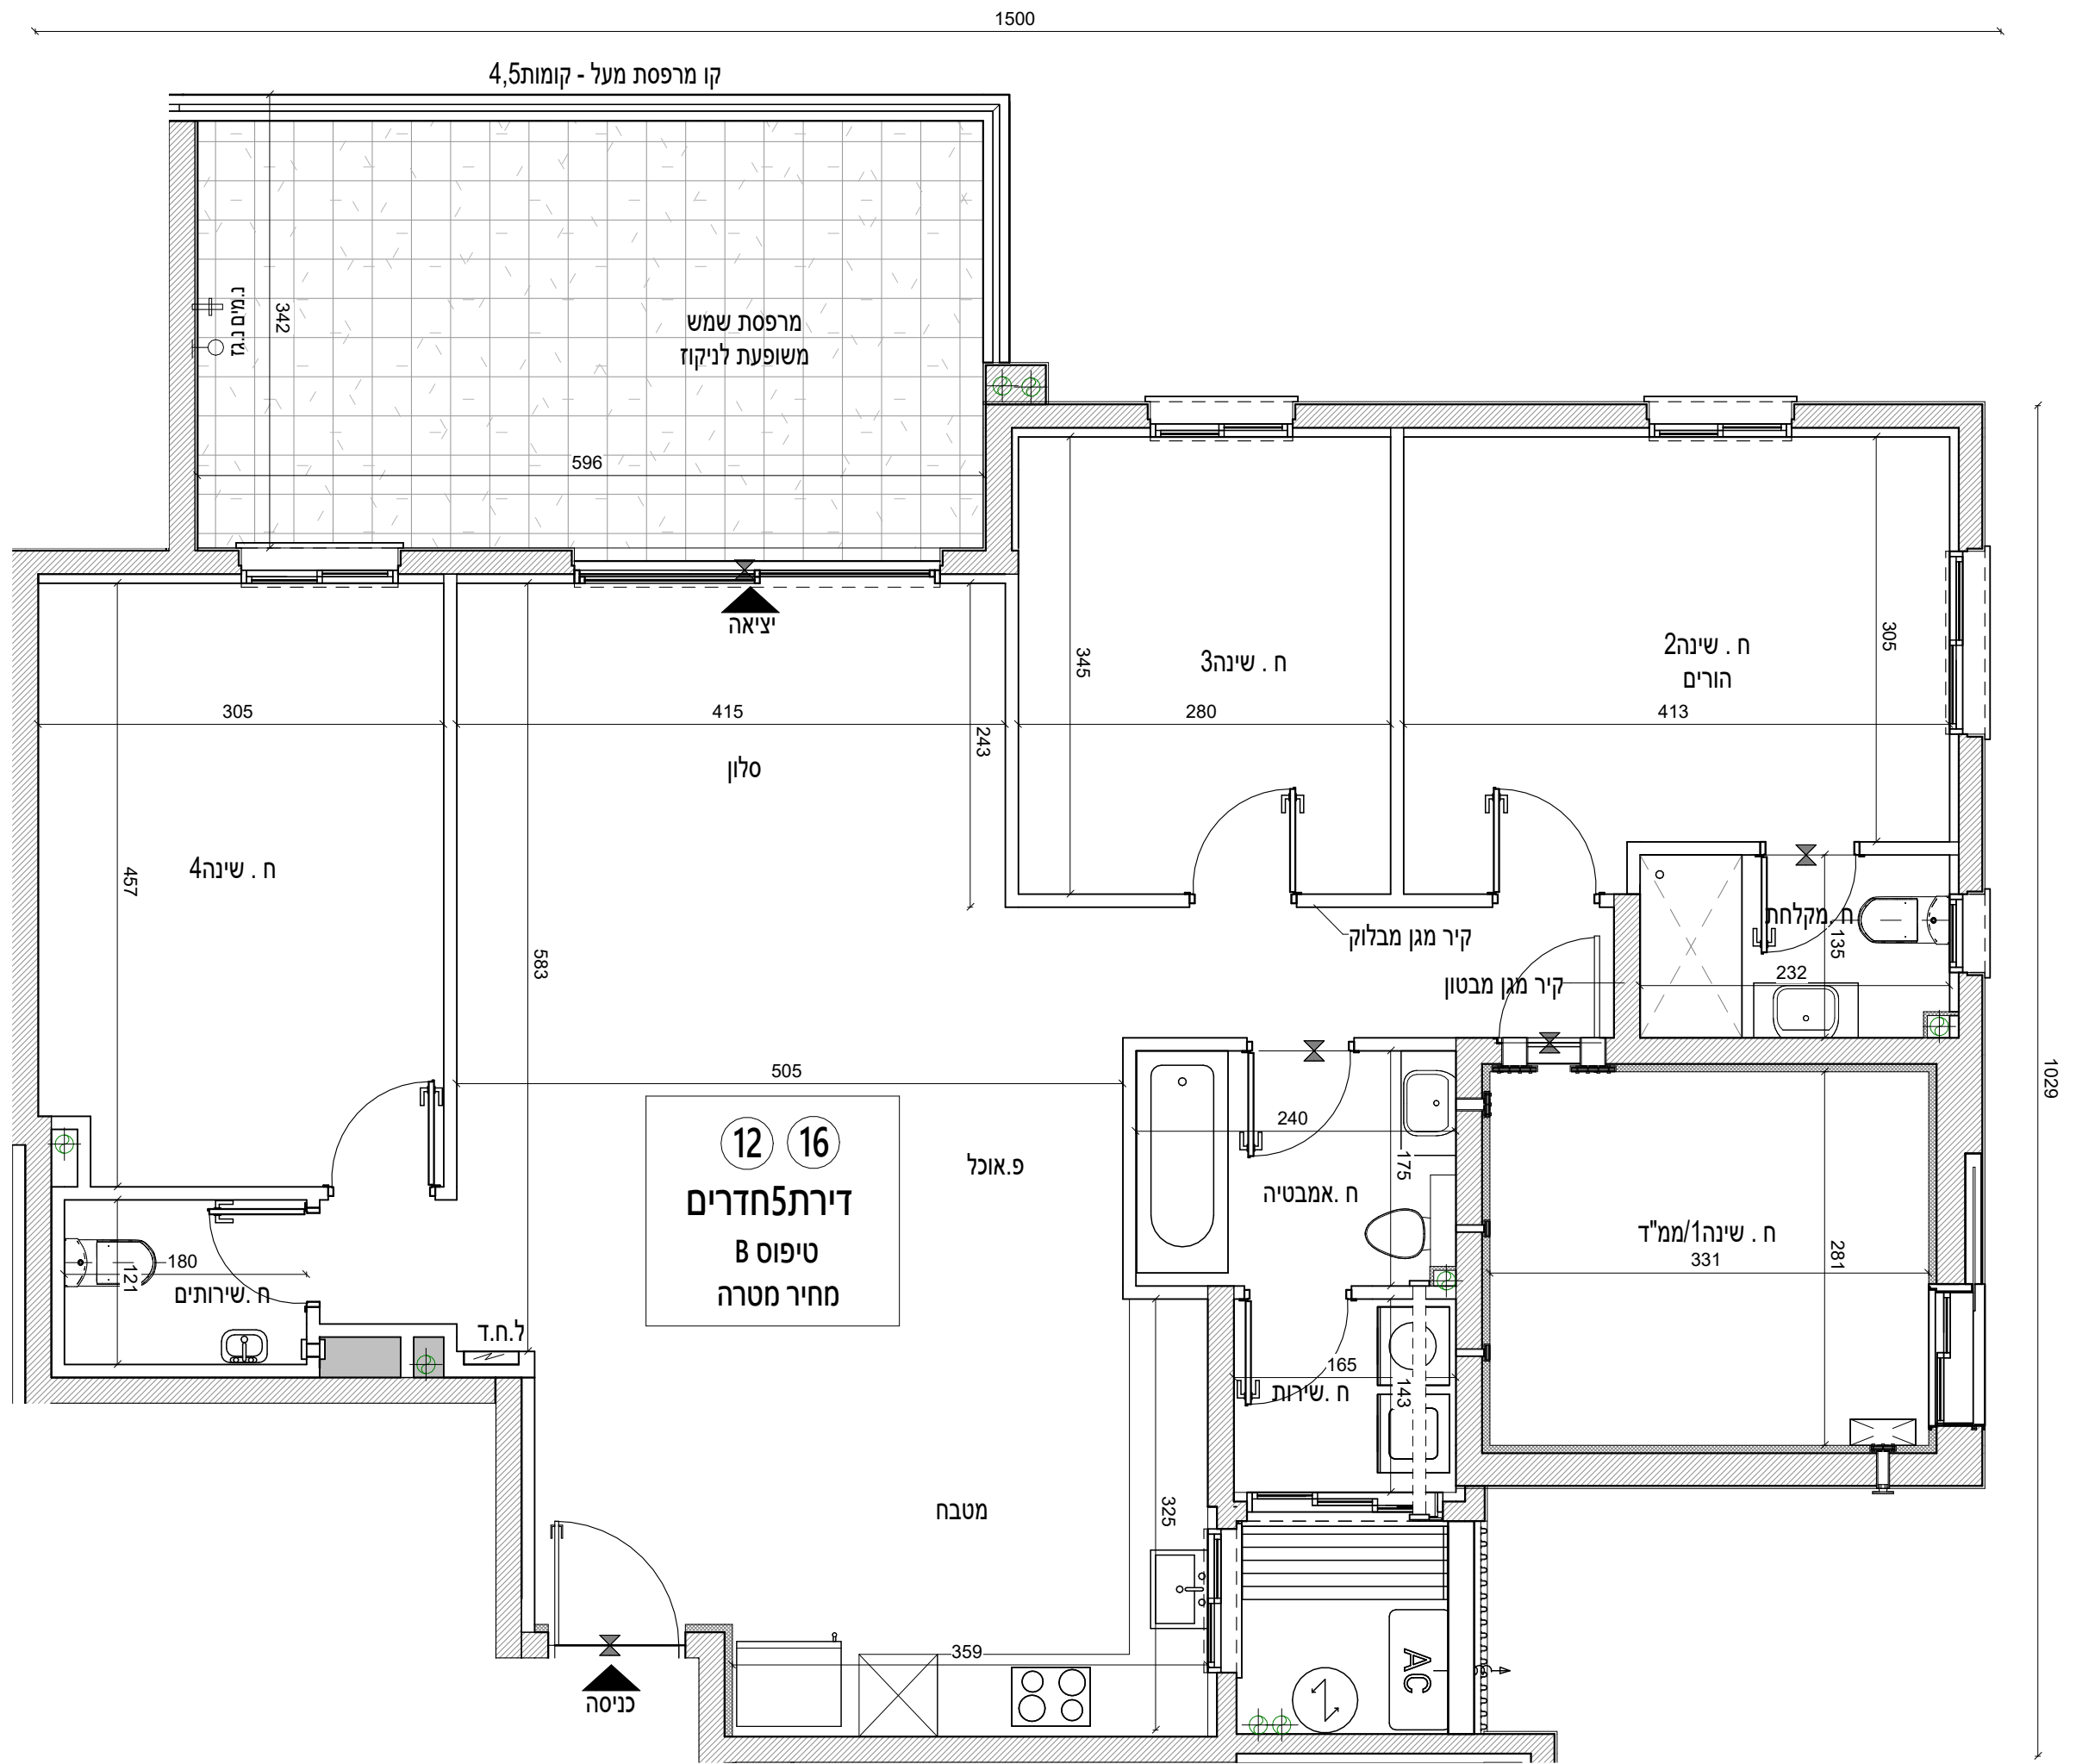 1500
קו מרפסת מעל - קומות4,5
נ.מים נ.גז
342
מרפסת שמש
משופעת לניקוז
596
יציאה
ח . שינה2
הורים
305
ח . שינה3
345
305
415
280
413
243
סלון
ח . שינה4
457
583
קיר מגן מבלוק
ח .מקלחת
135
232
קיר מגן מבטון
1029
505
240
175
12
16
דירת5חדרים
טיפוס B
מחיר מטרה
פ.אוכל
ח .אמבטיה
ח . שינה1/ממ"ד
331
281
180
121
ח .שירותים
ל.ח.ד
165
143
ח .שירות
מטבח
325
359
AC
כניסה